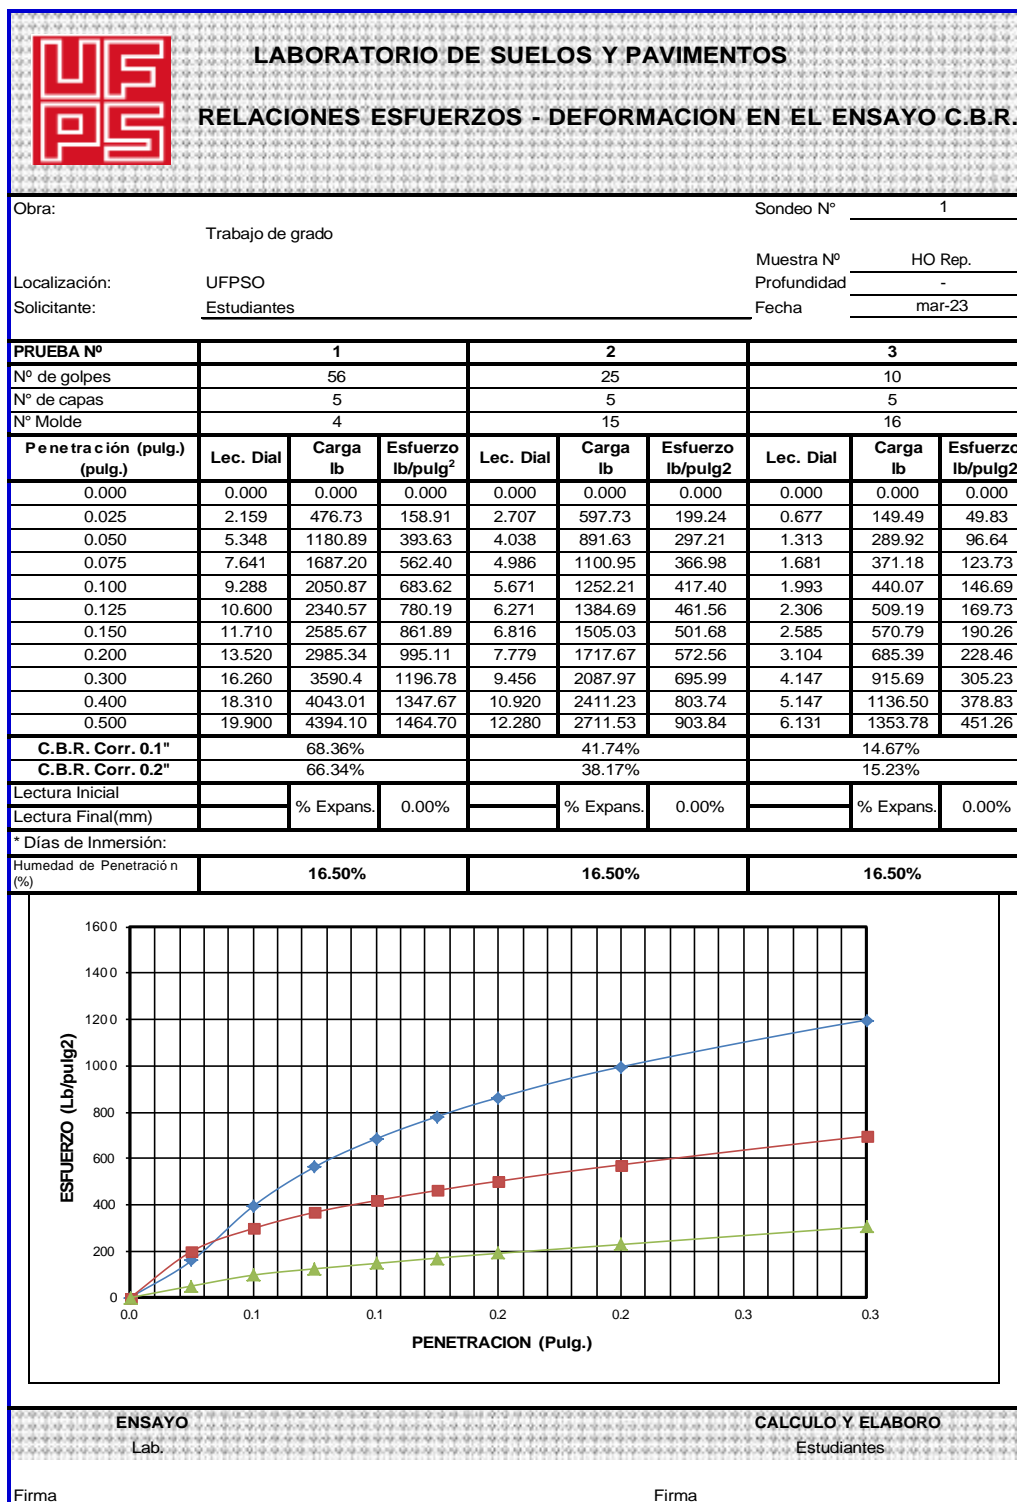 UF
PS
LABORATORIO DE SUELOS Y PAVIMENTOS
RELACIONES ESFUERZOS - DEFORMACION EN EL ENSAYO C.B.R.
Obra: Sondeo N° 1
Trabajo de grado
Muestra Nº HO Rep.
Localización: UFPSO Profundidad -
Solicitante: Estudiantes Fecha mar-23
PRUEBA Nº 1 2 3
Nº de golpes 56 25 10
N° de capas 5 5 5
N° Molde 4 15 16
Penetración (pulg.) (pulg.) Lec. Dial Carga lb Esfuerzo lb/pulg² Lec. Dial Carga lb Esfuerzo lb/pulg2 Lec. Dial Carga lb Esfuerzo lb/pulg2
0.000 0.000 0.000 0.000 0.000 0.000 0.000 0.000 0.000 0.000
0.025 2.159 476.73 158.91 2.707 597.73 199.24 0.677 149.49 49.83
0.050 5.348 1180.89 393.63 4.038 891.63 297.21 1.313 289.92 96.64
0.075 7.641 1687.20 562.40 4.986 1100.95 366.98 1.681 371.18 123.73
0.100 9.288 2050.87 683.62 5.671 1252.21 417.40 1.993 440.07 146.69
0.125 10.600 2340.57 780.19 6.271 1384.69 461.56 2.306 509.19 169.73
0.150 11.710 2585.67 861.89 6.816 1505.03 501.68 2.585 570.79 190.26
0.200 13.520 2985.34 995.11 7.779 1717.67 572.56 3.104 685.39 228.46
0.300 16.260 3590.4 1196.78 9.456 2087.97 695.99 4.147 915.69 305.23
0.400 18.310 4043.01 1347.67 10.920 2411.23 803.74 5.147 1136.50 378.83
0.500 19.900 4394.10 1464.70 12.280 2711.53 903.84 6.131 1353.78 451.26
C.B.R. Corr. 0.1" 68.36% 41.74% 14.67%
C.B.R. Corr. 0.2" 66.34% 38.17% 15.23%
Lectura Inicial % Expans. 0.00% % Expans. 0.00% % Expans. 0.00%
Lectura Final(mm)
* Días de Inmersión:
Humedad de Penetración (%) 16.50% 16.50% 16.50%
1600
1400
1200
1000
800
600
400
200
0
ESFUERZO (Lb/pulg2)
0.0 0.1 0.1 0.2 0.2 0.3 0.3
PENETRACION (Pulg.)
ENSAYO CALCULO Y ELABORO
Lab. Estudiantes
Firma Firma